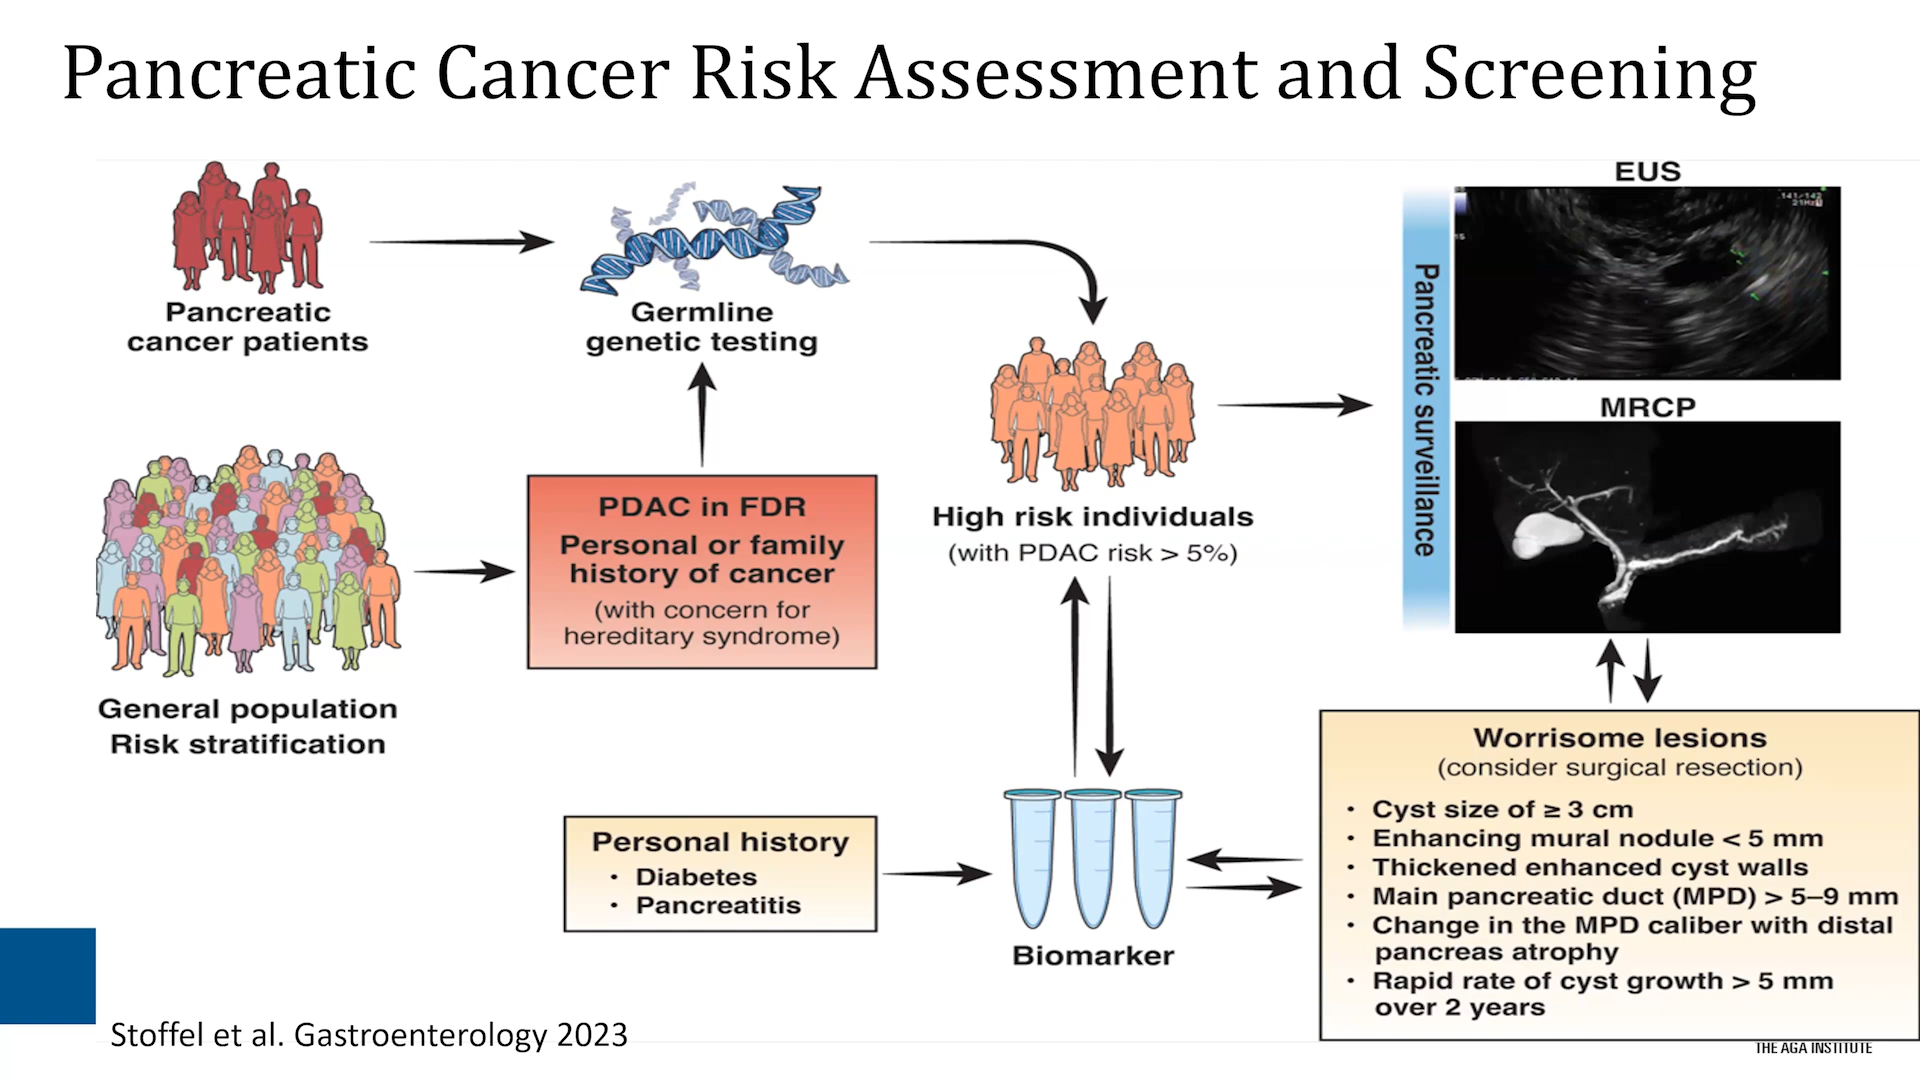 Pancreatic Cancer Risk Assessment and Screening
Pancreatic
cancer patients
Germline
genetic testing
General population
Risk stratification
PDAC in FDR
Personal or family
history of cancer
(with concern for
hereditary syndrome)
High risk individuals
(with PDAC risk > 5%)
Personal history
• Diabetes
• Pancreatitis
Biomarker
Pancreatic surveillance
EUS
141/142
MRCP
Worrisome lesions
(consider surgical resection)
• Cyst size of ≥ 3 cm
• Enhancing mural nodule < 5 mm
• Thickened enhanced cyst walls
• Main pancreatic duct (MPD) > 5–9 mm
• Change in the MPD caliber with distal
pancreas atrophy
• Rapid rate of cyst growth > 5 mm
over 2 years
Stoffel et al. Gastroenterology 2023
THE AGA INSTITUTE